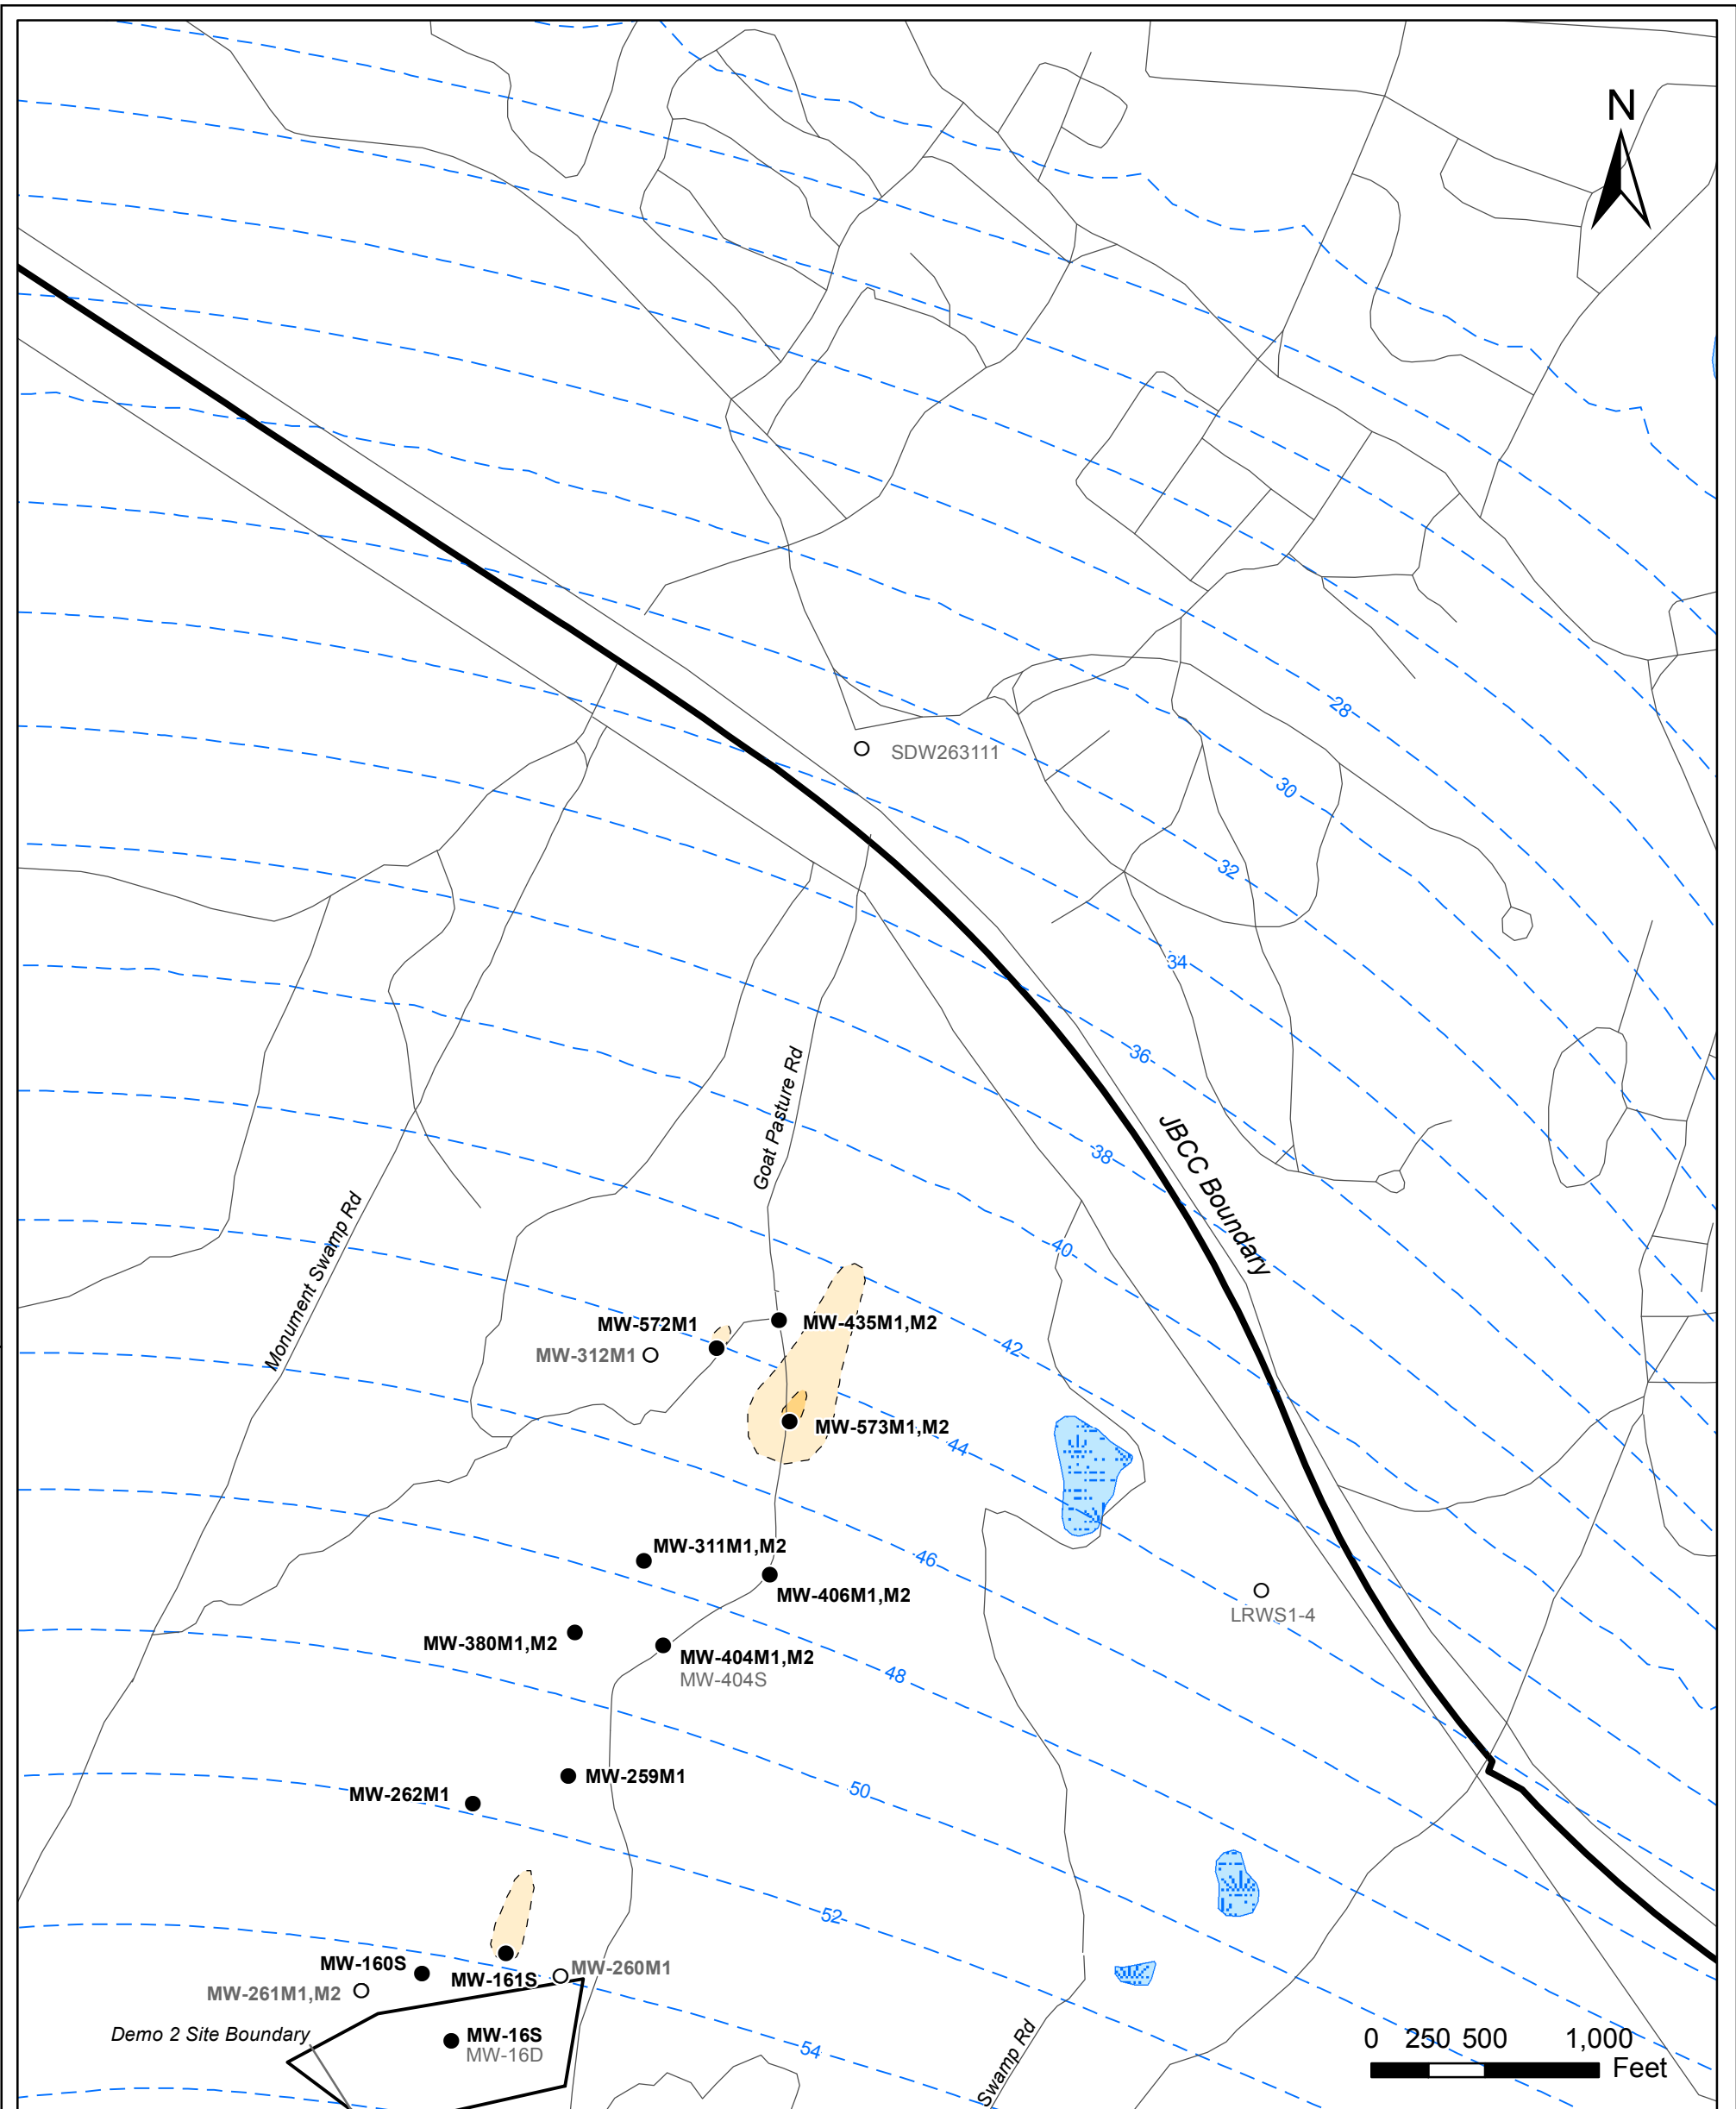 N
28
SDW263111
30
32
34
36
Goat Pasture Rd
38
JBCC Boundary
Monument Swamp Rd
40
MW-572M1
MW-435M1,M2
42
MW-312M1
MW-573M1,M2
44
MW-311M1,M2
46
MW-406M1,M2
LRWS1-4
MW-380M1,M2
MW-404M1,M2
MW-404S
48
MW-259M1
50
MW-262M1
52
MW-160S
MW-161S
MW-260M1
MW-261M1,M2
Demo 2 Site Boundary
MW-16S
MW-16D
54
Swamp Rd
0 250 500 1,000
Feet